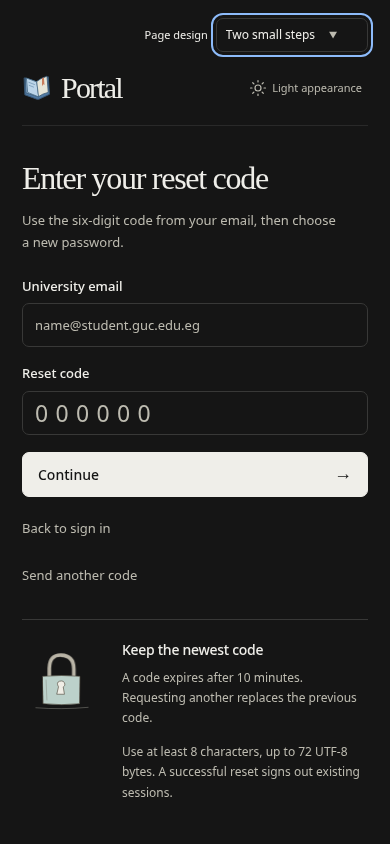 Page design
Two small steps
Portal
Light appearance
Enter your reset code
Use the six-digit code from your email, then choose
a new password.
University email
name@student.guc.edu.eg
Reset code
000000
Continue →
Back to sign in
Send another code
Keep the newest code
A code expires after 10 minutes.
Requesting another replaces the previous
code.
Use at least 8 characters, up to 72 UTF-8
bytes. A successful reset signs out existing
sessions.